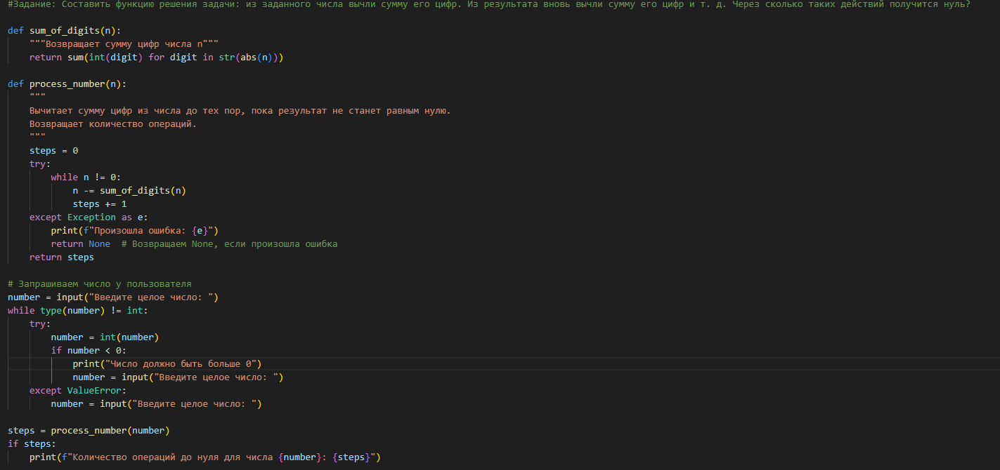 #Задание: Составить функцию решения задачи: из заданного числа вычли сумму его цифр. Из результата вновь вычли сумму его цифр и т. д. Через сколько таких действий получится нуль?
def sum_of_digits(n):
    """Возвращает сумму цифр числа n"""
    return sum(int(digit) for digit in str(abs(n)))
def process_number(n):
    """
    Вычитает сумму цифр из числа до тех пор, пока результат не станет равным нулю.
    Возвращает количество операций.
    """
    steps = 0
    try:
        while n != 0:
            n -= sum_of_digits(n)
            steps += 1
    except Exception as e:
        print(f"Произошла ошибка: {e}")
        return None  # Возвращаем None, если произошла ошибка
    return steps
# Запрашиваем число у пользователя
number = input("Введите целое число: ")
while type(number) != int:
    try:
        number = int(number)
        if number < 0:
            print("Число должно быть больше 0")
            number = input("Введите целое число: ")
    except ValueError:
        number = input("Введите целое число: ")
steps = process_number(number)
if steps:
    print(f"Количество операций до нуля для числа {number}: {steps}")